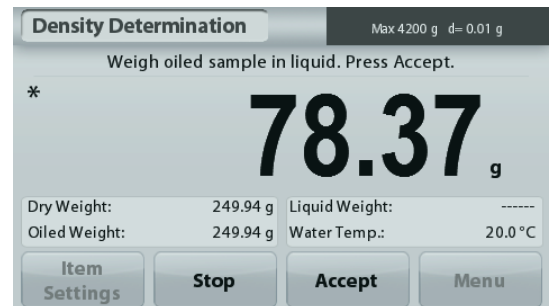 Density Determination
Max 4200 g d= 0.01 g
Weigh oiled sample in liquid. Press Accept.
*
78.37 g
Dry Weight: 249.94 g Liquid Weight: ------
Oiled Weight: 249.94 g Water Temp.: 20.0 °C
Item Settings
Stop
Accept
Menu